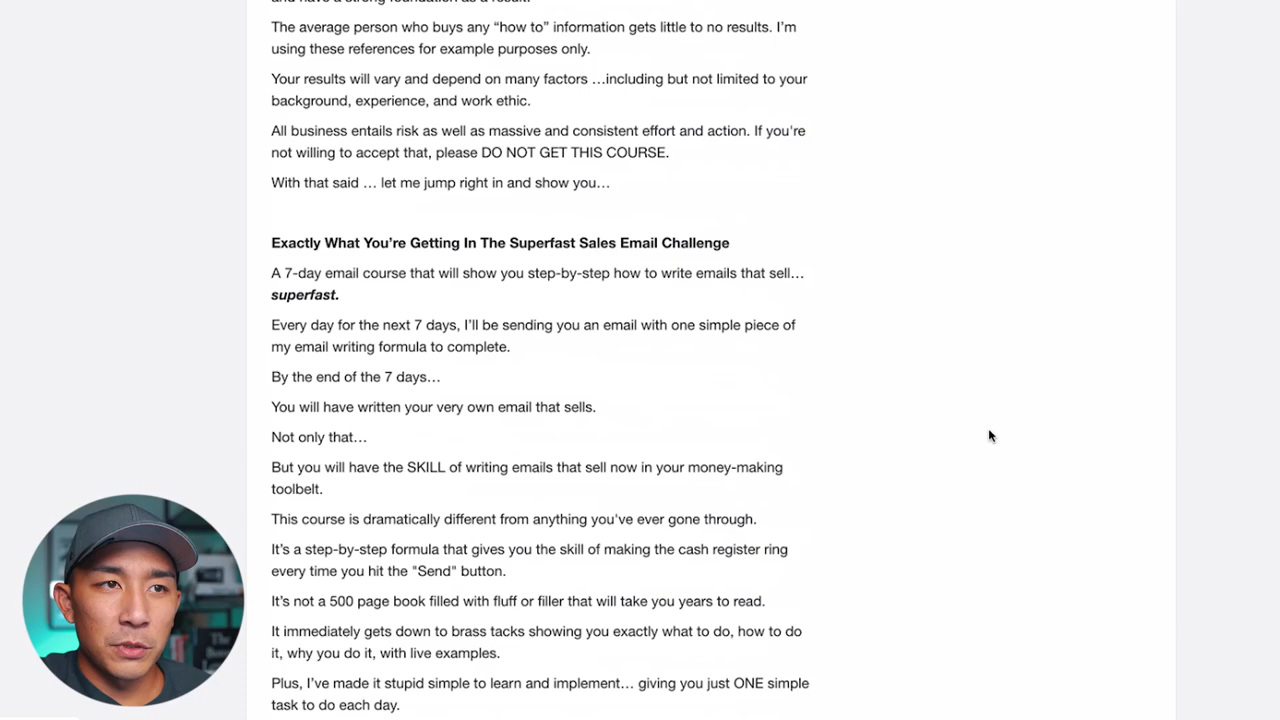 The average person who buys any “how to” information gets little to no results. I’m
using these references for example purposes only.
Your results will vary and depend on many factors …including but not limited to your
background, experience, and work ethic.
All business entails risk as well as massive and consistent effort and action. If you're
not willing to accept that, please DO NOT GET THIS COURSE.
With that said … let me jump right in and show you…
Exactly What You’re Getting In The Superfast Sales Email Challenge
A 7-day email course that will show you step-by-step how to write emails that sell…
superfast.
Every day for the next 7 days, I’ll be sending you an email with one simple piece of
my email writing formula to complete.
By the end of the 7 days…
You will have written your very own email that sells.
Not only that…
But you will have the SKILL of writing emails that sell now in your money-making
toolbelt.
This course is dramatically different from anything you've ever gone through.
It’s a step-by-step formula that gives you the skill of making the cash register ring
every time you hit the "Send" button.
It’s not a 500 page book filled with fluff or filler that will take you years to read.
It immediately gets down to brass tacks showing you exactly what to do, how to do
it, why you do it, with live examples.
Plus, I’ve made it stupid simple to learn and implement… giving you just ONE simple
task to do each day.